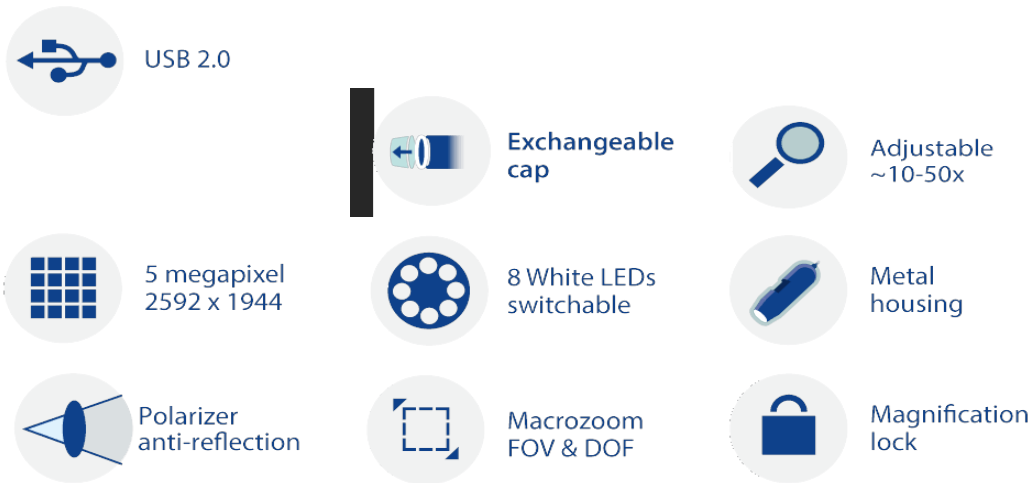 USB 2.0
Exchangeable
cap
Adjustable
~10-50x
5 megapixel
2592 x 1944
8 White LEDs
switchable
Metal
housing
Polarizer
anti-reflection
Macrozoom
FOV & DOF
Magnification
lock